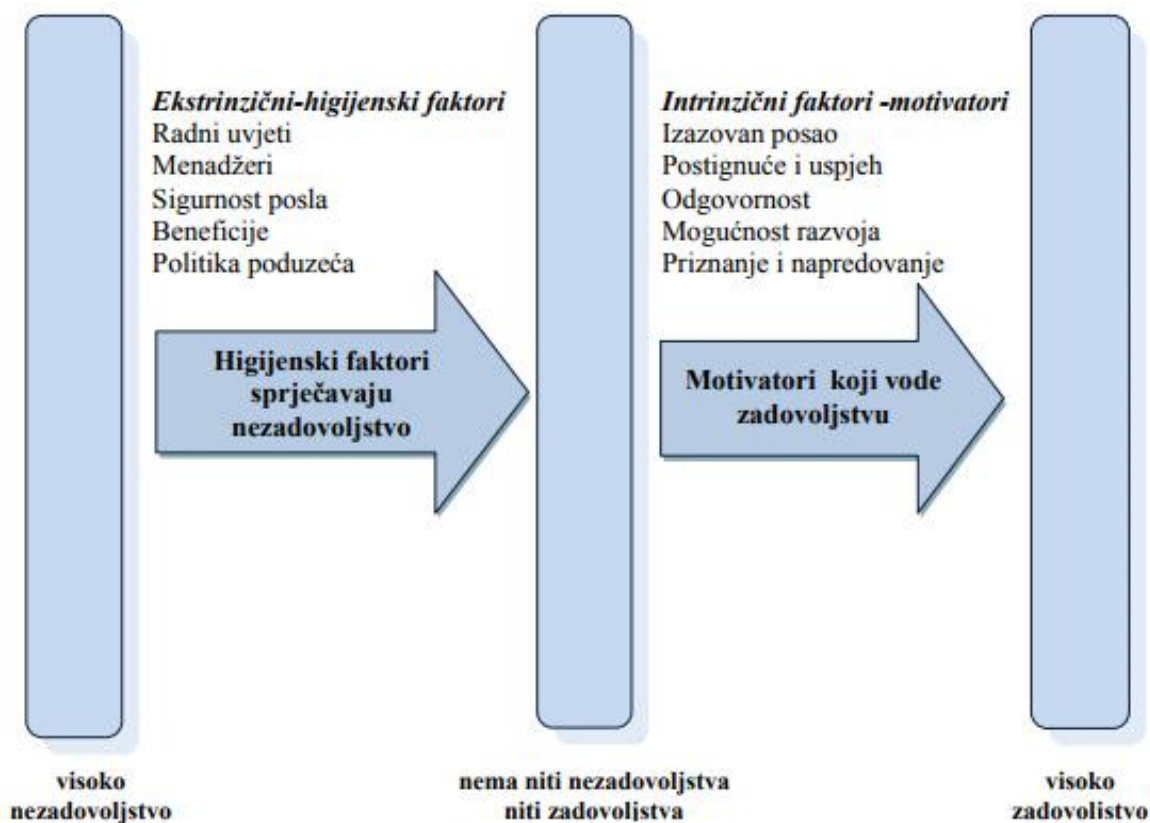 Ekstrinzični-higijenski faktori
Radni uvjeti
Menadžeri
Sigurnost posla
Beneficije
Politika poduzeća
Higijenski faktori
sprječavaju
nezadovoljstvo
Intrinzični faktori -motivatori
Izazovan posao
Postignuće i uspjeh
Odgovornost
Mogućnost razvoja
Priznanje i napredovanje
Motivatori koji vode
zadovoljstvu
visoko
nezadovoljstvo
nema niti nezadovoljstva
niti zadovoljstva
visoko
zadovoljstvo